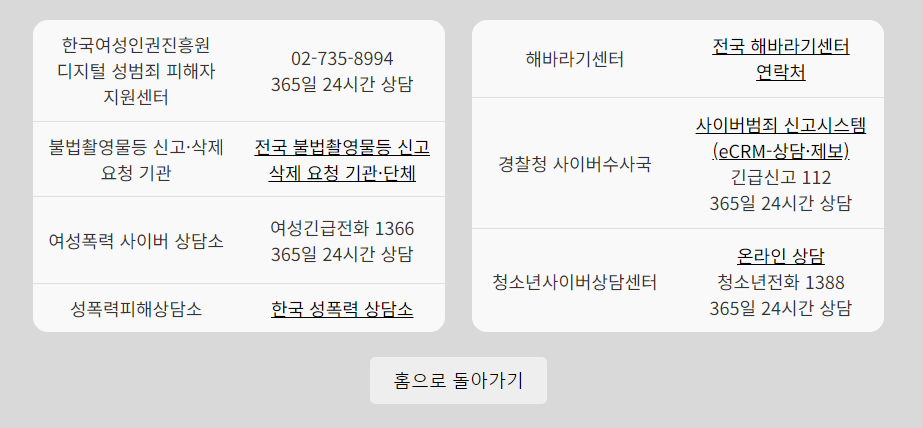 한국여성인권진흥원
디지털 성범죄 피해자
지원센터
02-735-8994
365일 24시간 상담
불법촬영물등 신고·삭제
요청 기관
전국 불법촬영물등 신고
삭제 요청 기관·단체
여성폭력 사이버 상담소
여성긴급전화 1366
365일 24시간 상담
성폭력피해상담소
한국 성폭력 상담소
해바라기센터
전국 해바라기센터
연락처
경찰청 사이버수사국
사이버범죄 신고시스템
(eCRM-상담·제보)
긴급신고 112
365일 24시간 상담
청소년사이버상담센터
온라인 상담
청소년전화 1388
365일 24시간 상담
홈으로 돌아가기